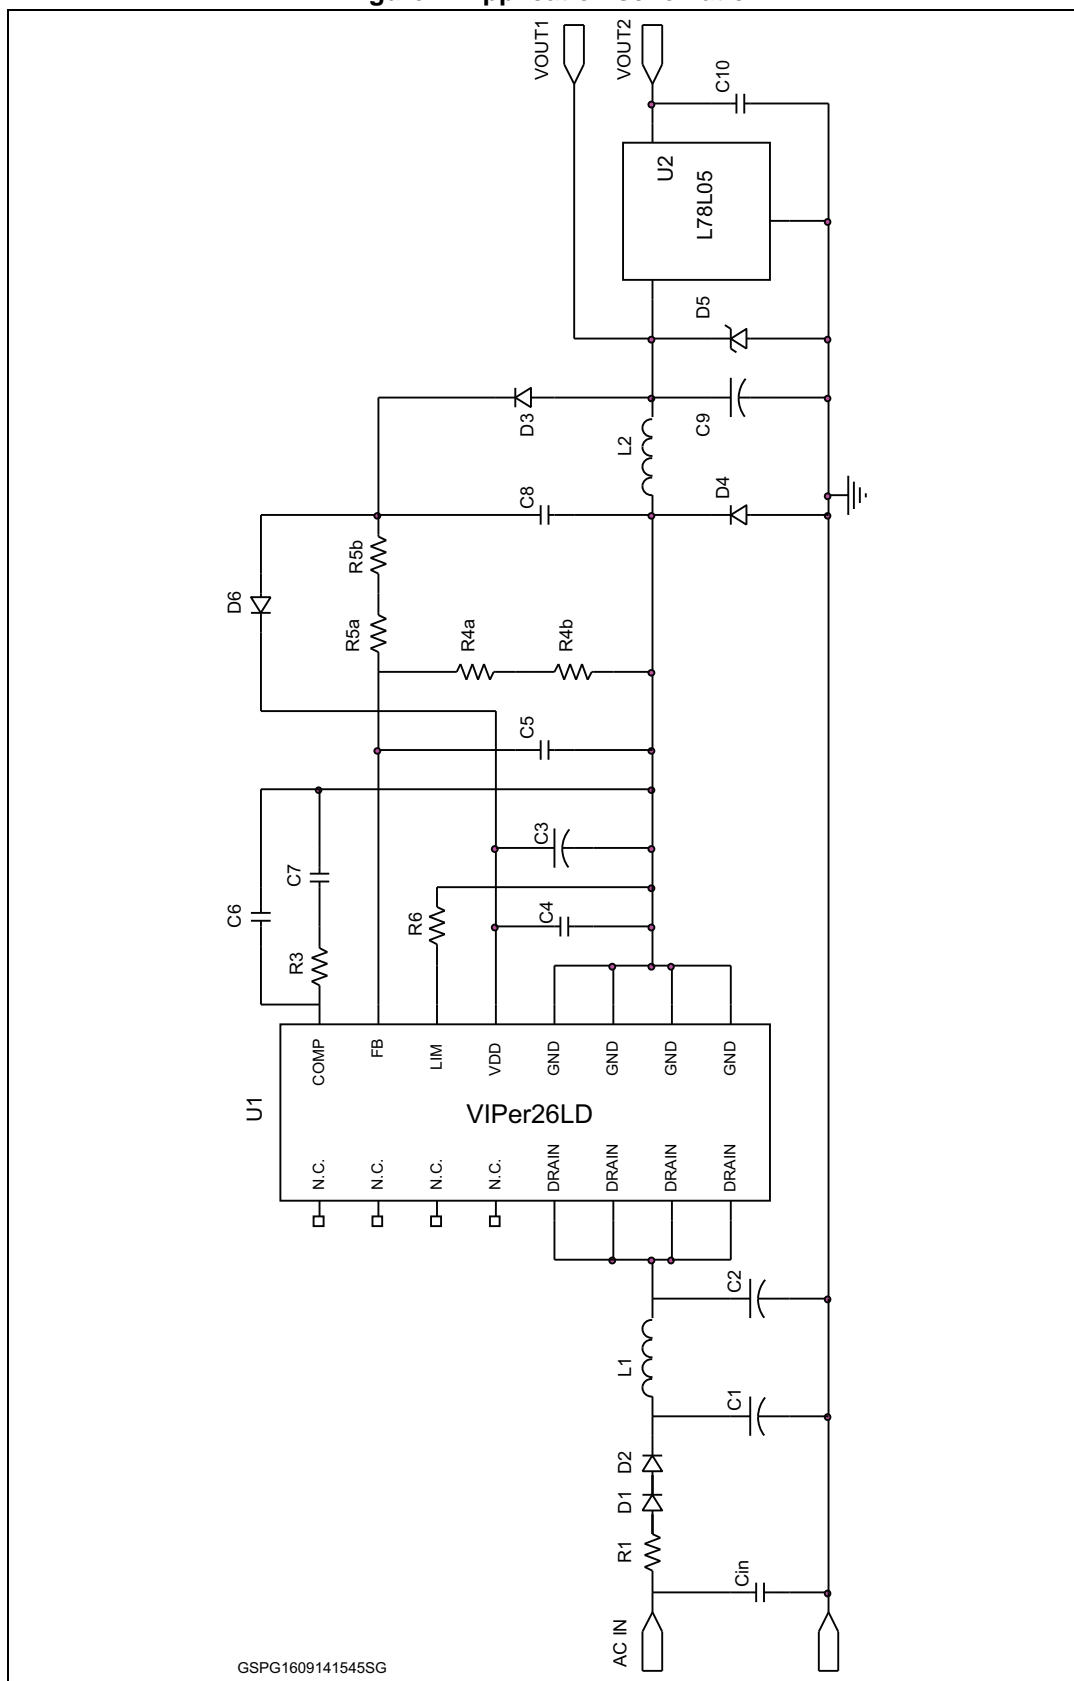 VOUT1
VOUT2
C10
U2
L78L05
D5
D3
C9
L2
C8
D4
R5b
D6
R5a
R4a
R4b
C5
C3
C7
C6
R6
C4
R3
COMP
FB
LIM
VDD
GND
GND
GND
GND
U1
VIPer26LD
N.C.
N.C.
N.C.
N.C.
DRAIN
DRAIN
DRAIN
DRAIN
C2
L1
C1
D2
D1
R1
Cin
AC IN
GSPG1609141545SG